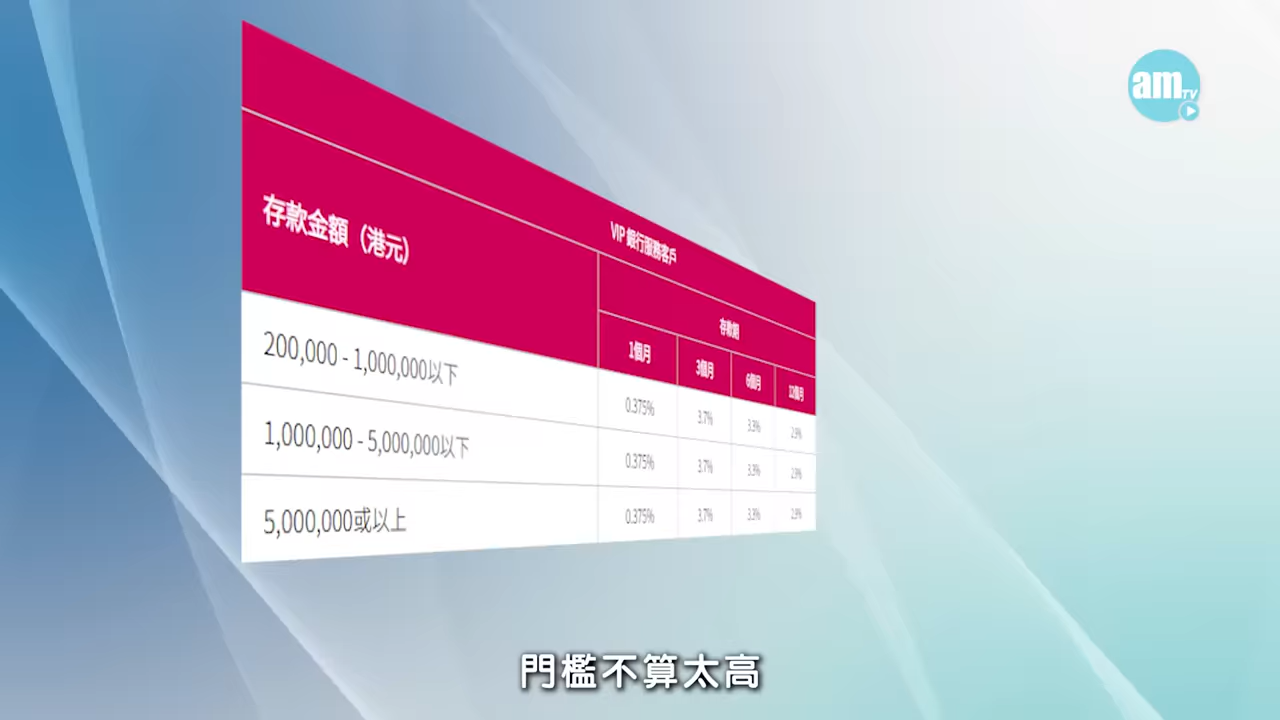 am
TV
VIP 銀行服務客戶
存款金額（港元）
存款期
1個月 3個月 6個月 12個月
200,000 - 1,000,000以下 0.375% 3.7% 3.3% 2.9%
1,000,000 - 5,000,000以下 0.375% 3.7% 3.3% 2.9%
5,000,000或以上 0.375% 3.7% 3.3% 2.9%
門檻不算太高